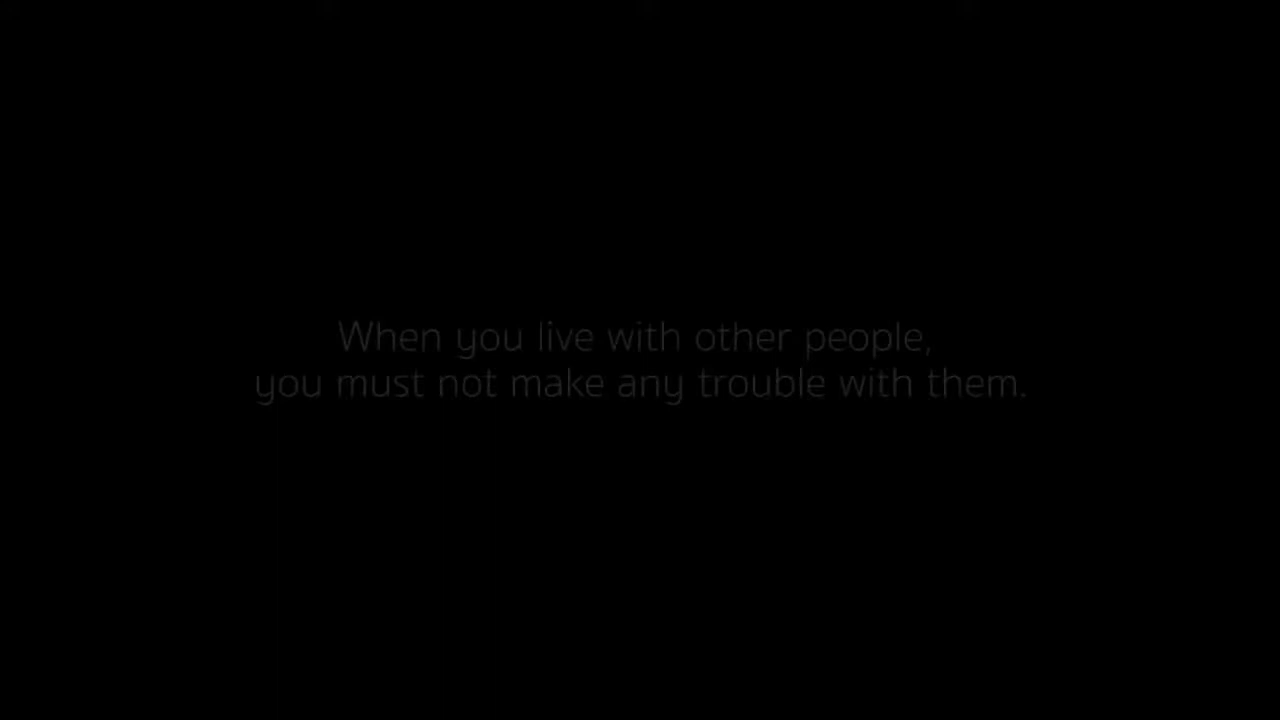 When you live with other people,
you must not make any trouble with them.